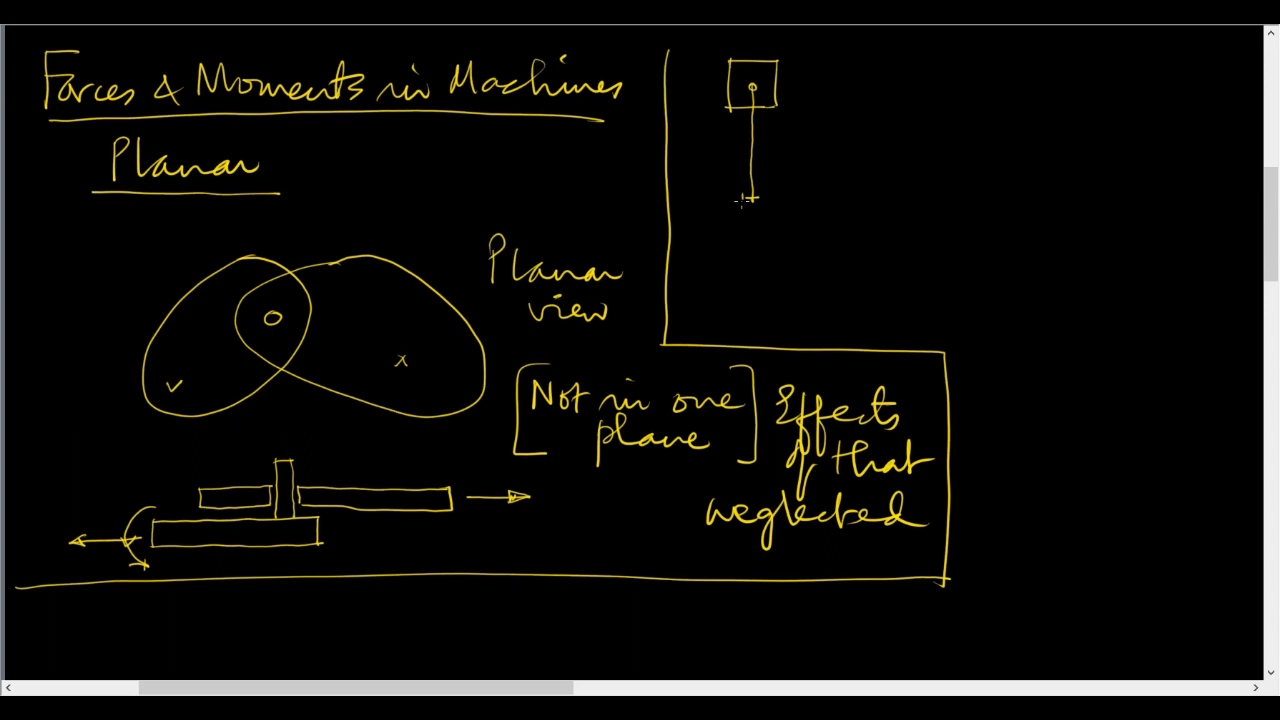 Forces & Moments in Machines
Planar
Planar
view
[Not in one
plane]
Effects
of that
neglected